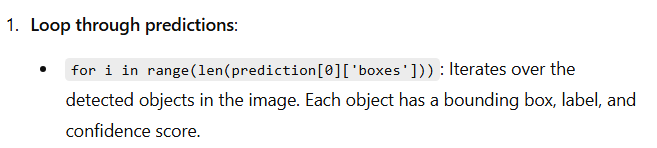 1. Loop through predictions:
• for i in range(len(prediction[0]['boxes'])) : Iterates over the
detected objects in the image. Each object has a bounding box, label, and
confidence score.